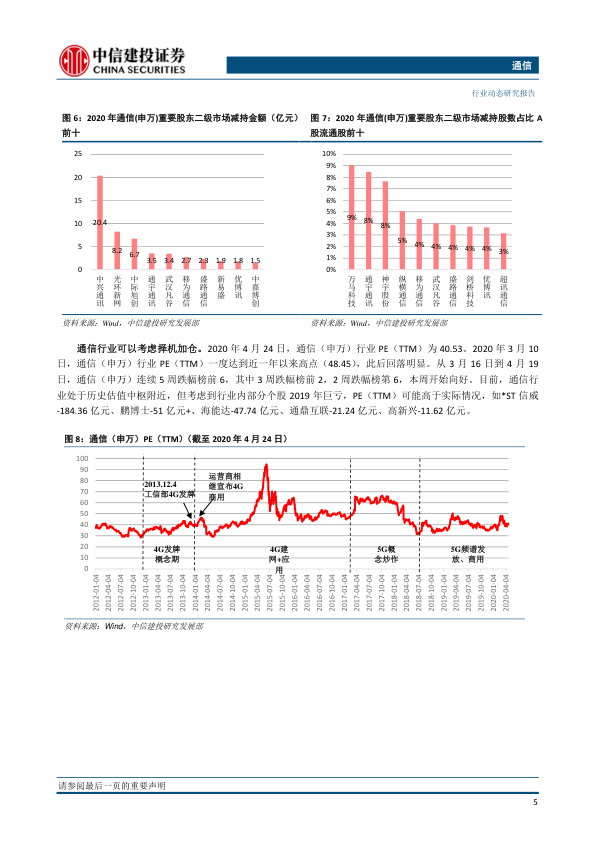 中信建投证券
CHINA SECURITIES
通信
行业动态研究报告
图 6：2020 年通信(申万)重要股东二级市场减持金额（亿元）
前十
25
20
15
10
5
0
20.4
8.2
6.7
3.5
3.4
2.7
2.3
1.9
1.8
1.5
中兴通讯
光环新网
中际旭创
通宇通讯
武汉凡谷
移为通信
盛路通信
新易盛
优博讯
中嘉博创
资料来源：Wind，中信建投研究发展部
图 7：2020 年通信(申万)重要股东二级市场减持股数占比 A
股流通股前十
10%
9%
8%
7%
6%
5%
4%
3%
2%
1%
0%
9%
8%
8%
5%
4%
4%
4%
4%
4%
3%
万马科技
通宇通讯
神宇股份
纵横通信
移为通信
武汉凡谷
盛路通信
剑桥科技
优博讯
超讯通信
资料来源：Wind，中信建投研究发展部
通信行业可以考虑择机加仓。2020 年 4 月 24 日，通信（申万）行业 PE（TTM）为 40.53。2020 年 3 月 10
日，通信（申万）行业 PE（TTM）一度达到近一年以来高点（48.45），此后回落明显。从 3 月 16 日到 4 月 19
日，通信（申万）连续 5 周跌幅榜前 6，其中 3 周跌幅榜前 2，2 周跌幅榜第 6，本周开始向好。目前，通信行
业处于历史估值中枢附近，但考虑到行业内部分个股 2019 年巨亏，PE（TTM）可能高于实际情况，如*ST 信威
-184.36 亿元、鹏博士-51 亿元+、海能达-47.74 亿元、通鼎互联-21.24 亿元、高新兴-11.62 亿元。
图 8：通信（申万）PE（TTM）（截至 2020 年 4 月 24 日）
100
90
80
70
60
50
40
30
20
10
0
2013.12.4
工信部4G发牌
运营商相
继宣布4G
商用
4G发牌
概念期
4G建
网+应
用
5G概
念炒作
5G频谱发
放、商用
2012-01-04
2012-04-04
2012-07-04
2012-10-04
2013-01-04
2013-04-04
2013-07-04
2013-10-04
2014-01-04
2014-04-04
2014-07-04
2014-10-04
2015-01-04
2015-04-04
2015-07-04
2015-10-04
2016-01-04
2016-04-04
2016-07-04
2016-10-04
2017-01-04
2017-04-04
2017-07-04
2017-10-04
2018-01-04
2018-04-04
2018-07-04
2018-10-04
2019-01-04
2019-04-04
2019-07-04
2019-10-04
2020-01-04
2020-04-04
资料来源：Wind，中信建投研究发展部
请参阅最后一页的重要声明
5